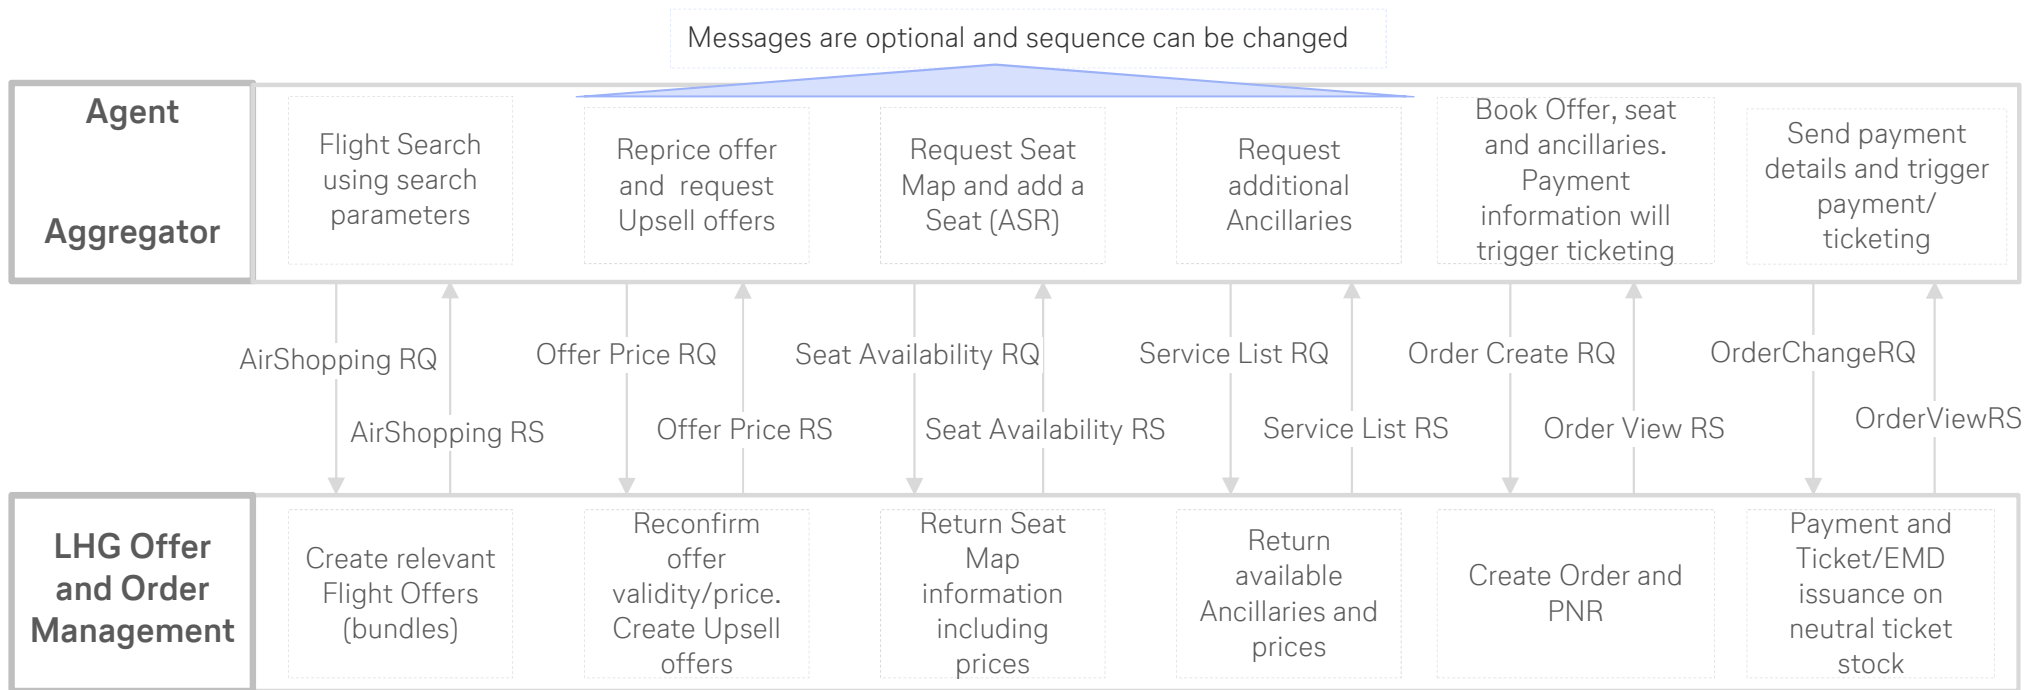 Messages are optional and sequence can be changed
Agent
Aggregator
Flight Search
using search
parameters
Reprice offer
and request
Upsell offers
Request Seat
Map and add a
Seat (ASR)
Request
additional
Ancillaries
Book Offer, seat
and ancillaries.
Payment
information will
trigger ticketing
Send payment
details and trigger
payment/
ticketing
AirShopping RQ
AirShopping RS
Offer Price RQ
Offer Price RS
Seat Availability RQ
Seat Availability RS
Service List RQ
Service List RS
Order Create RQ
Order View RS
OrderChangeRQ
OrderViewRS
LHG Offer
and Order
Management
Create relevant
Flight Offers
(bundles)
Reconfirm
offer
validity/price.
Create Upsell
offers
Return Seat
Map
information
including
prices
Return
available
Ancillaries and
prices
Create Order and
PNR
Payment and
Ticket/EMD
issuance on
neutral ticket
stock